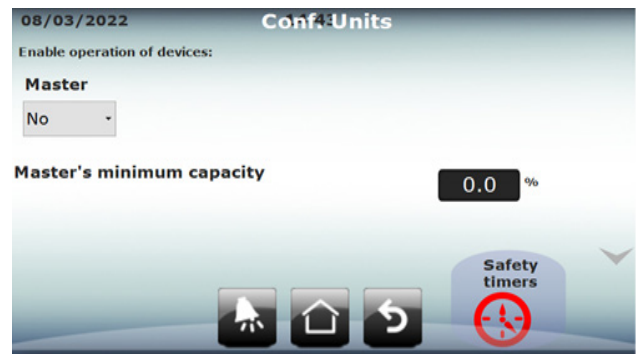 08/03/2022
Conf. Units
Enable operation of devices:
Master
No
Master's minimum capacity
0.0 %
Safety
timers